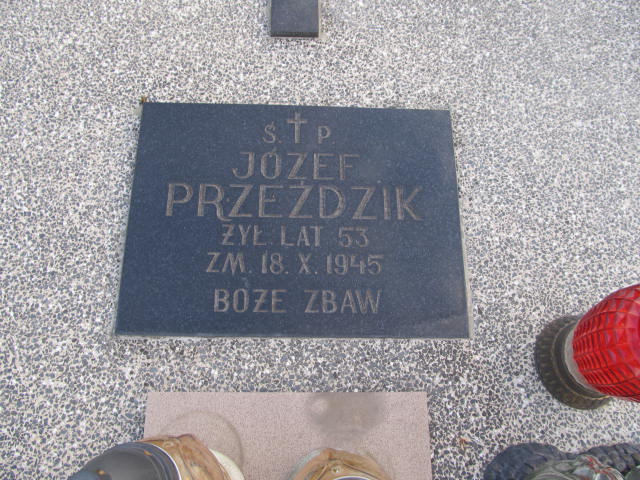 Ś. † P
JÓZEF
PRZEŹDZIK
ŻYŁ. LAT 53
ZM. 18. X. 1945
BOŻE ZBAW